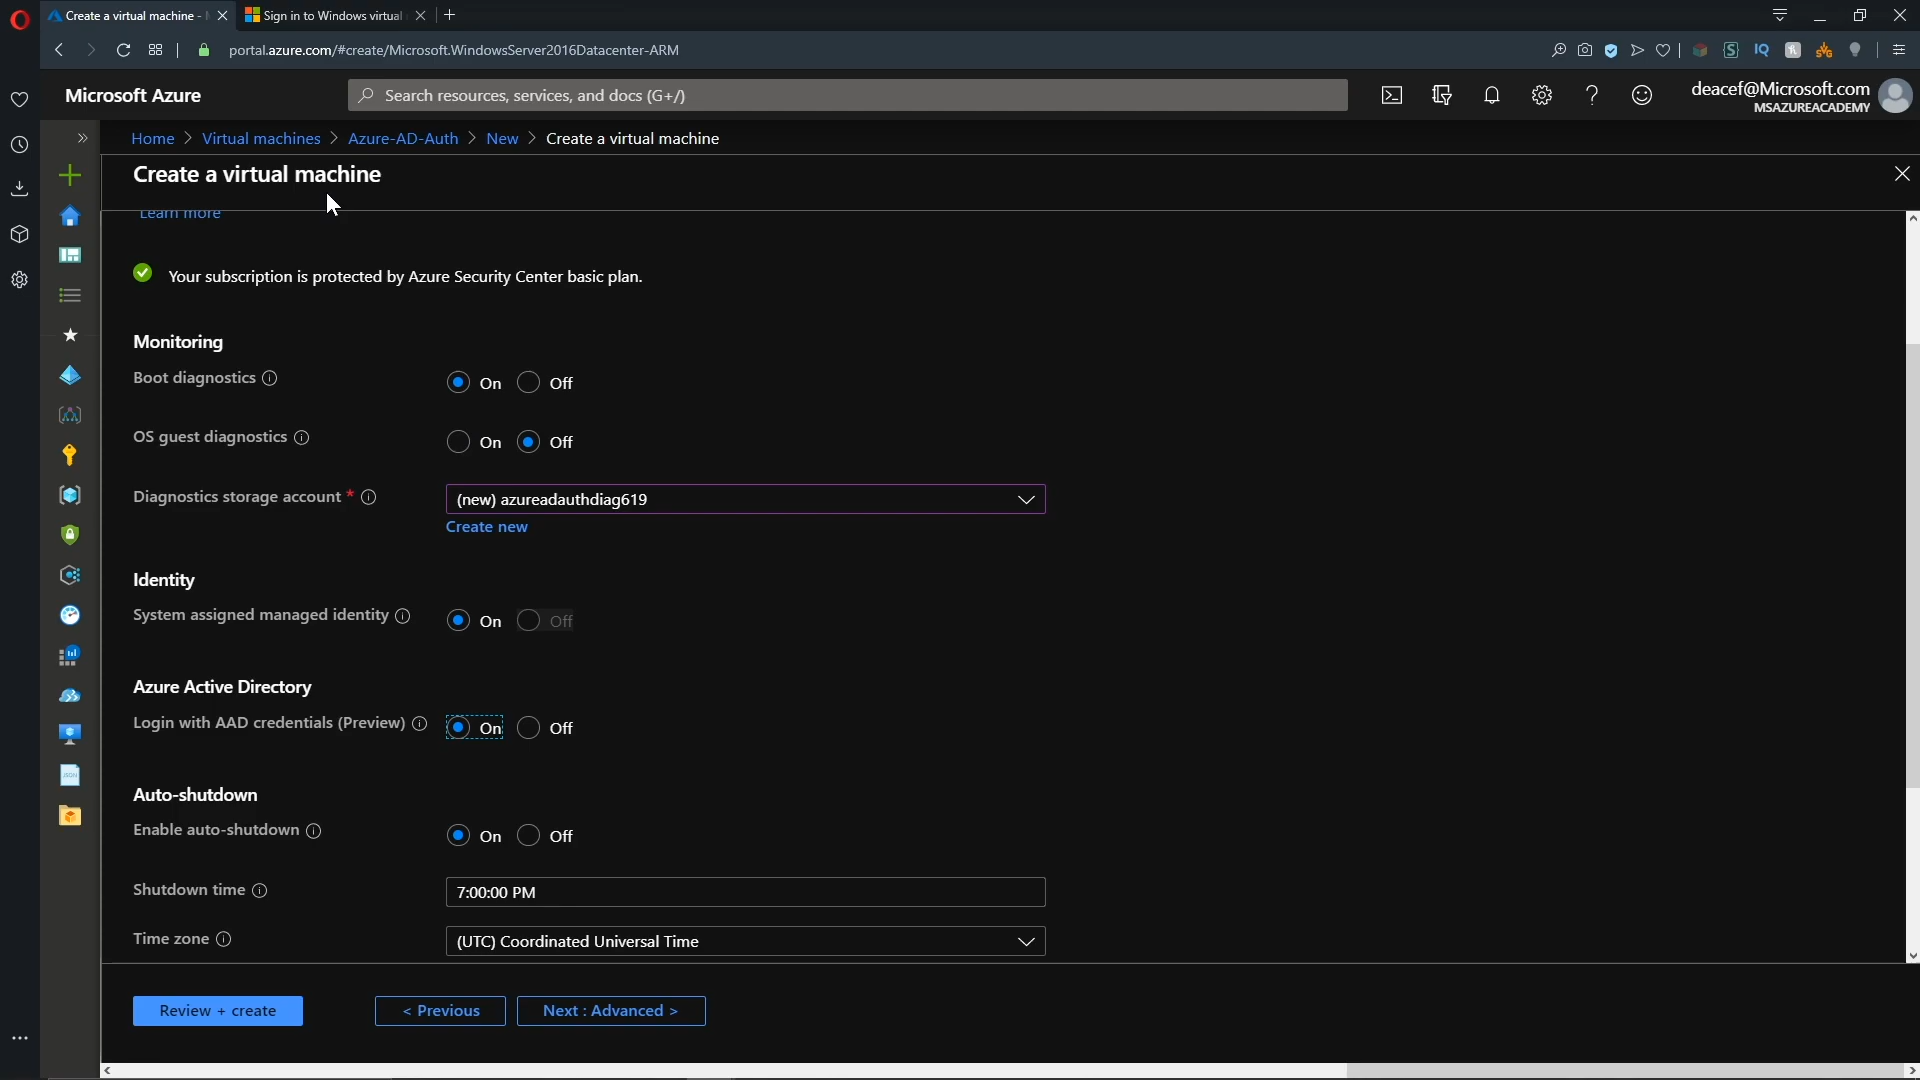 Create a virtual machine -
Sign in to Windows virtual
portal.azure.com/#create/Microsoft.WindowsServer2016Datacenter-ARM
Microsoft Azure
Search resources, services, and docs (G+/)
deacef@Microsoft.com
MSAZUREACADEMY
Home > Virtual machines > Azure-AD-Auth > New > Create a virtual machine
Create a virtual machine
Learn more
Your subscription is protected by Azure Security Center basic plan.
Monitoring
Boot diagnostics On Off
OS guest diagnostics On Off
Diagnostics storage account * (new) azureadauthdiag619
Create new
Identity
System assigned managed identity On Off
Azure Active Directory
Login with AAD credentials (Preview) On Off
Auto-shutdown
Enable auto-shutdown On Off
Shutdown time 7:00:00 PM
Time zone (UTC) Coordinated Universal Time
Review + create < Previous Next : Advanced >